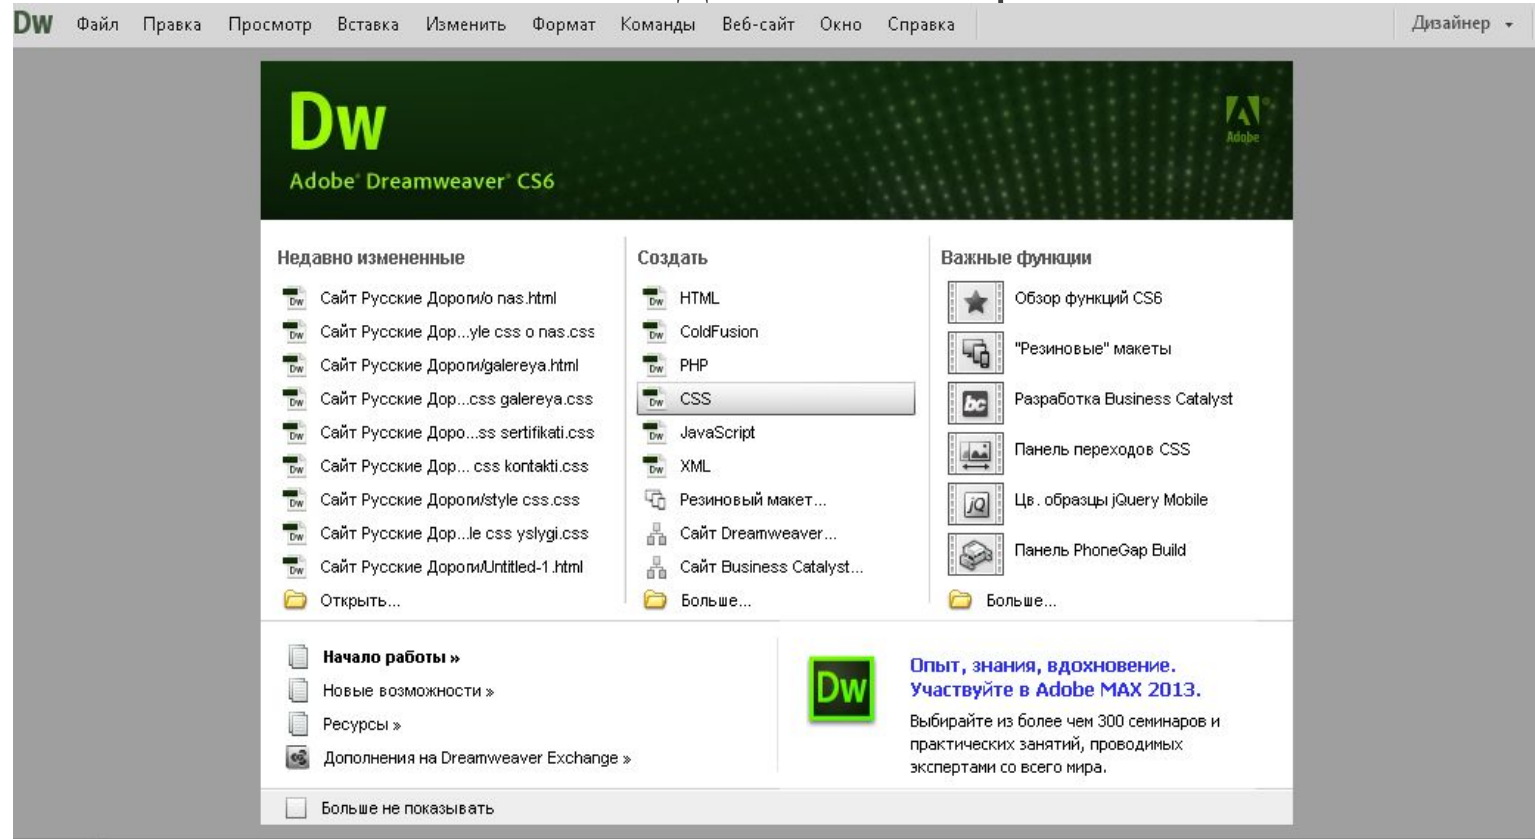 Dw Файл Правка Просмотр Вставка Изменить Формат Команды Веб-сайт Окно Справка Дизайнер
Dw
Adobe
Adobe® Dreamweaver® CS6
Недавно измененные
Сайт Русские Дороги/o nas.html
Сайт Русские Дор...yle css o nas.css
Сайт Русские Дороги/galereya.html
Сайт Русские Дор...css galereya.css
Сайт Русские Доро...ss sertifikati.css
Сайт Русские Дор... css kontakti.css
Сайт Русские Дороги/style css.css
Сайт Русские Дор...le css yslygi.css
Сайт Русские Дороги/Untitled-1.html
Открыть...
Создать
HTML
ColdFusion
PHP
CSS
JavaScript
XML
Резиновый макет...
Сайт Dreamweaver...
Сайт Business Catalyst...
Больше...
Важные функции
Обзор функций CS6
"Резиновые" макеты
Разработка Business Catalyst
Панель переходов CSS
Цв. образцы jQuery Mobile
Панель PhoneGap Build
Больше...
Начало работы »
Новые возможности »
Ресурсы »
Дополнения на Dreamweaver Exchange »
Dw
Опыт, знания, вдохновение.
Участвуйте в Adobe MAX 2013.
Выбирайте из более чем 300 семинаров и
практических занятий, проводимых
экспертами со всего мира.
Больше не показывать